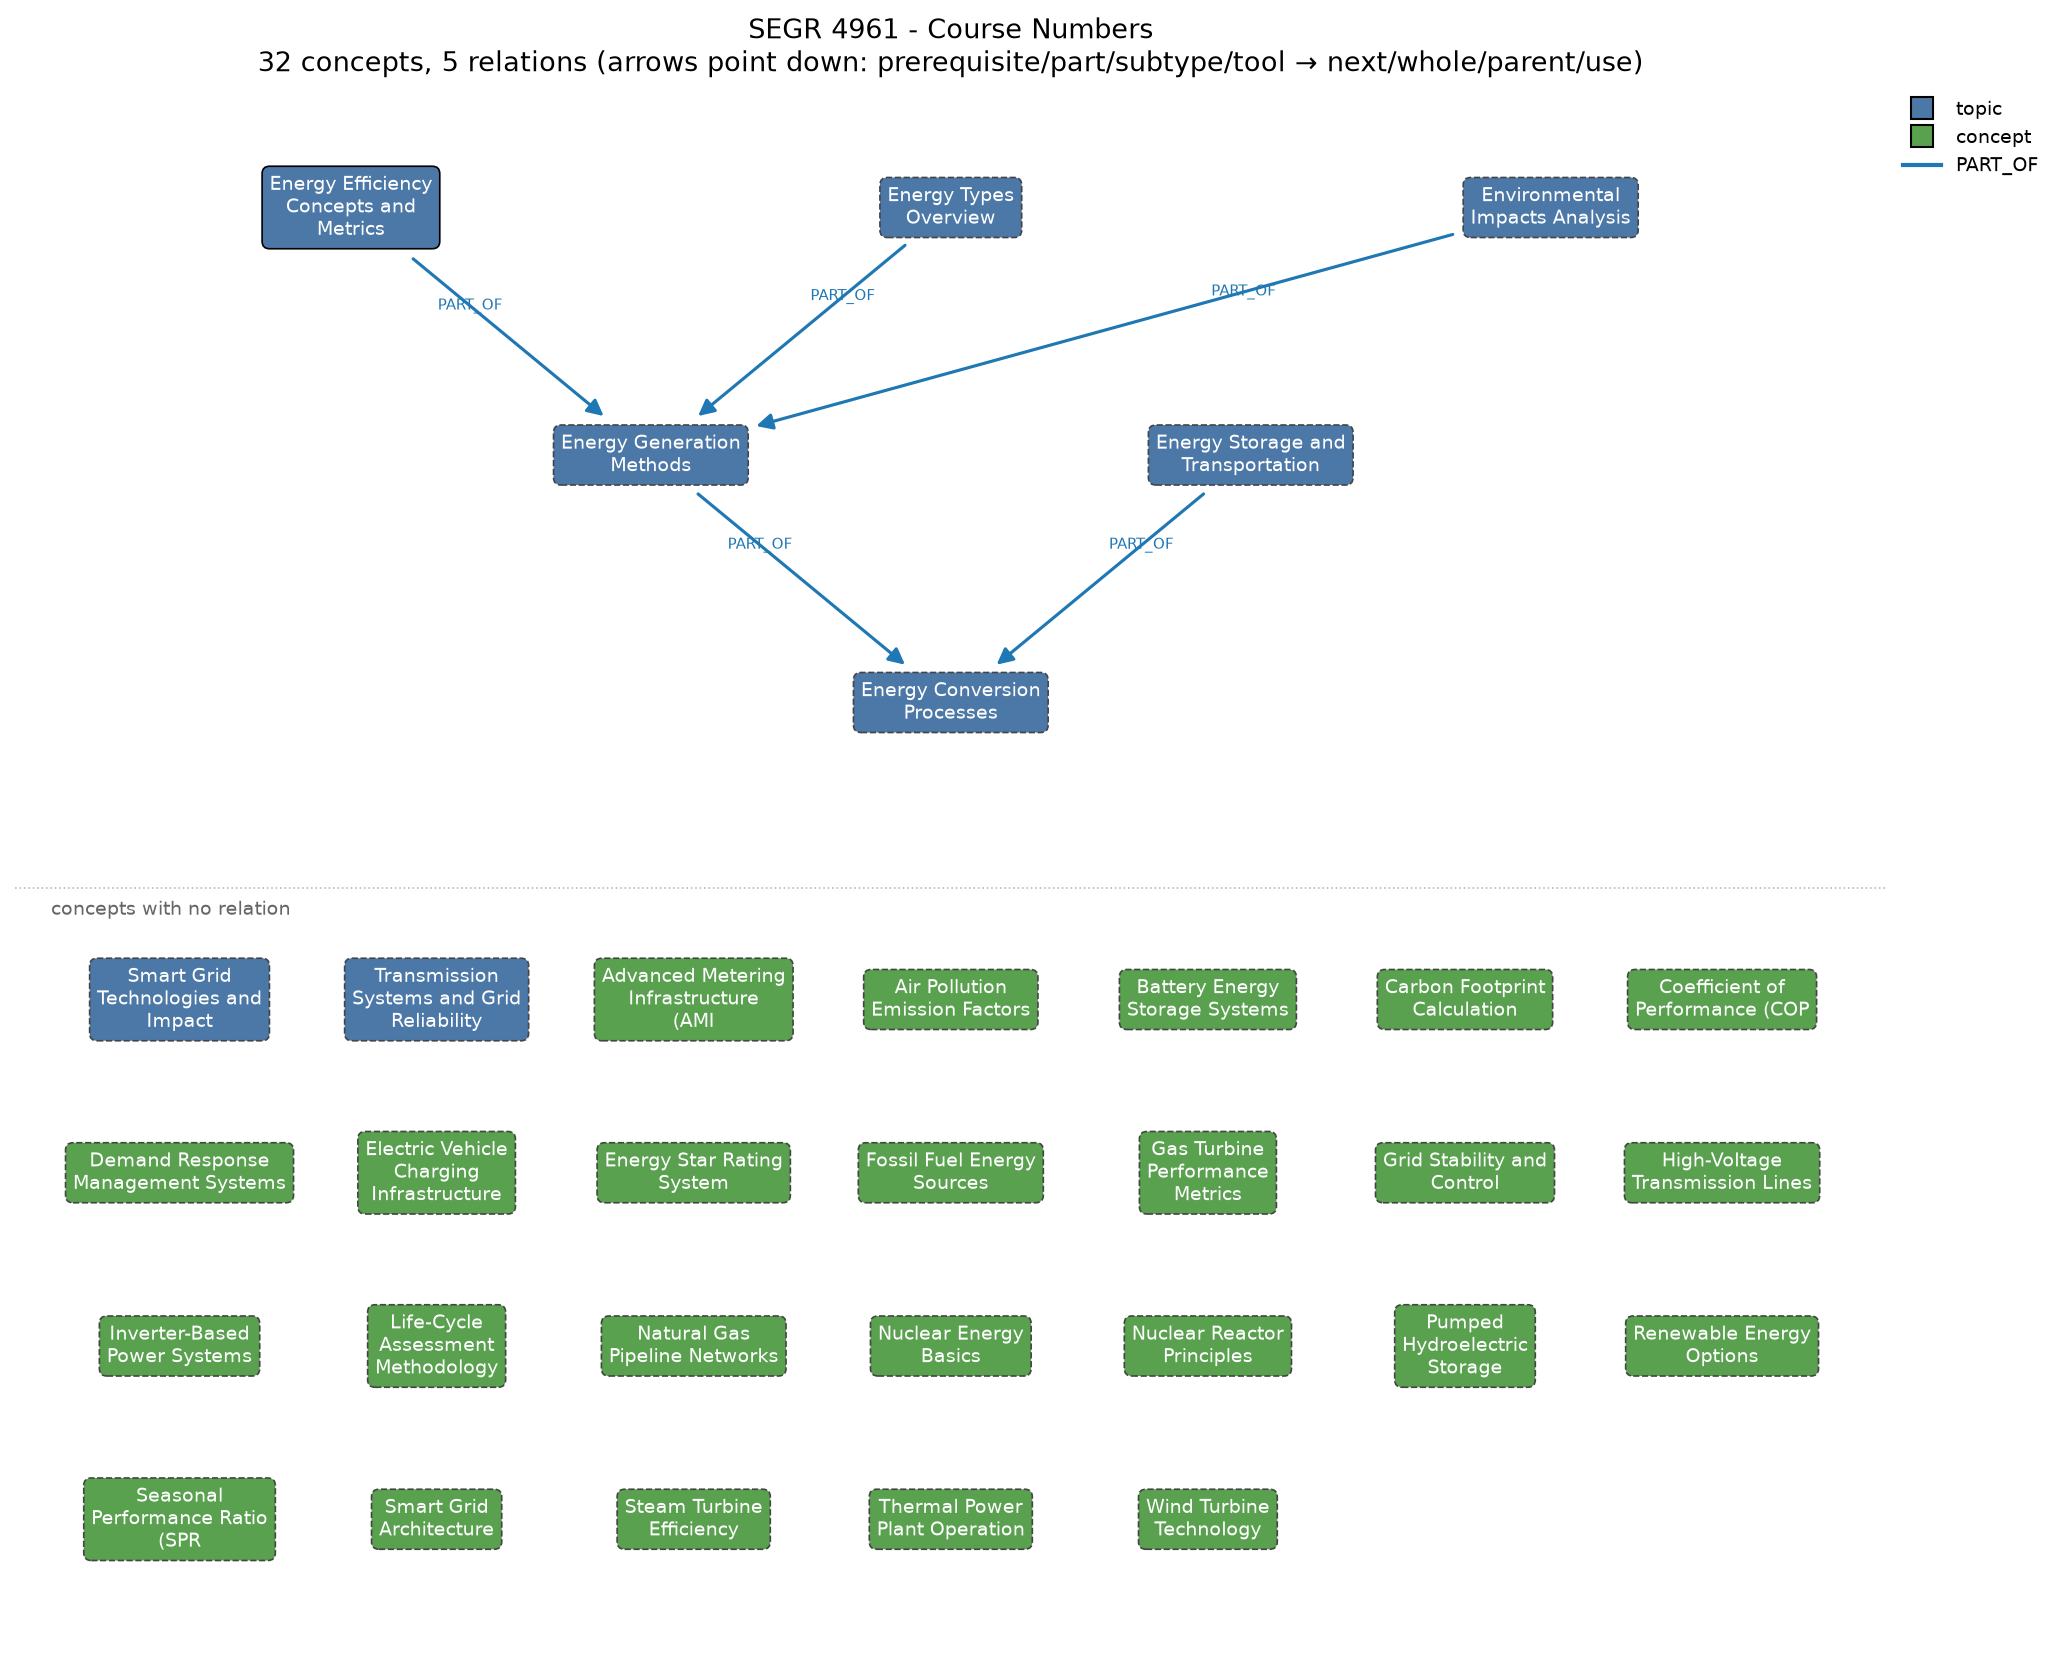 SEGR 4961 - Course Numbers
32 concepts, 5 relations (arrows point down: prerequisite/part/subtype/tool → next/whole/parent/use)
topic
concept
PART_OF
Energy Efficiency
Concepts and
Metrics
Energy Types
Overview
Environmental
Impacts Analysis
PART_OF
PART_OF
PART_OF
Energy Generation
Methods
Energy Storage and
Transportation
PART_OF
PART_OF
Energy Conversion
Processes
concepts with no relation
Smart Grid
Technologies and
Impact
Transmission
Systems and Grid
Reliability
Advanced Metering
Infrastructure
(AMI
Air Pollution
Emission Factors
Battery Energy
Storage Systems
Carbon Footprint
Calculation
Coefficient of
Performance (COP
Demand Response
Management Systems
Electric Vehicle
Charging
Infrastructure
Energy Star Rating
System
Fossil Fuel Energy
Sources
Gas Turbine
Performance
Metrics
Grid Stability and
Control
High-Voltage
Transmission Lines
Inverter-Based
Power Systems
Life-Cycle
Assessment
Methodology
Natural Gas
Pipeline Networks
Nuclear Energy
Basics
Nuclear Reactor
Principles
Pumped
Hydroelectric
Storage
Renewable Energy
Options
Seasonal
Performance Ratio
(SPR
Smart Grid
Architecture
Steam Turbine
Efficiency
Thermal Power
Plant Operation
Wind Turbine
Technology